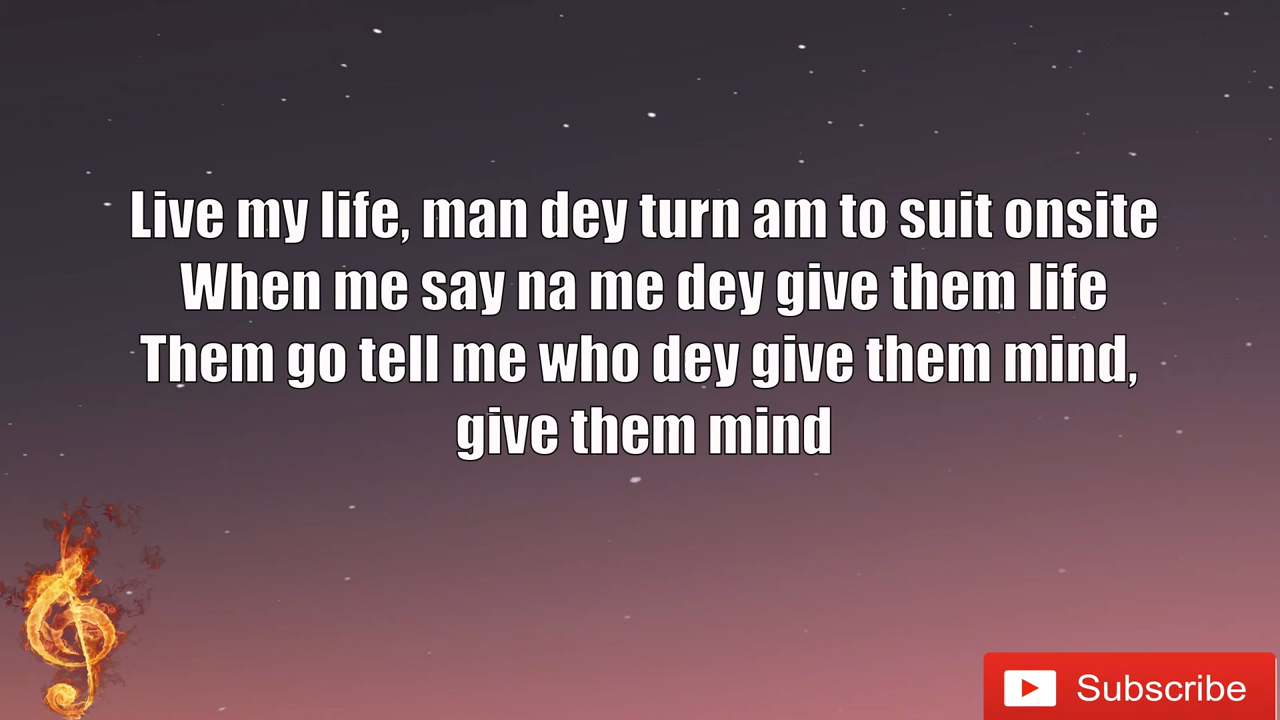 Live my life, man dey turn am to suit onsite
When me say na me dey give them life
Them go tell me who dey give them mind,
give them mind
Subscribe